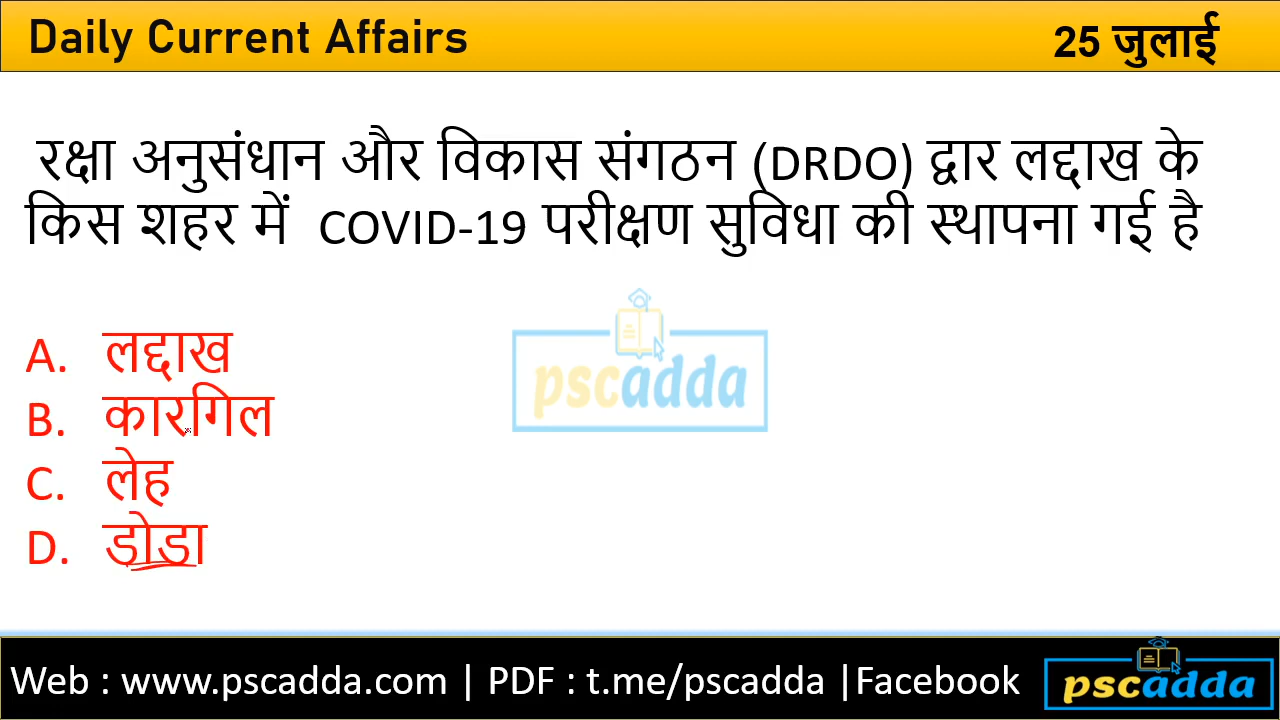 Daily Current Affairs
25 जुलाई
रक्षा अनुसंधान और विकास संगठन (DRDO) द्वार लद्दाख के
किस शहर में COVID-19 परीक्षण सुविधा की स्थापना गई है
pscadda
A. लद्दाख
B. कारगिल
C. लेह
D. डोडा
Web : www.pscadda.com | PDF : t.me/pscadda |Facebook
pscadda